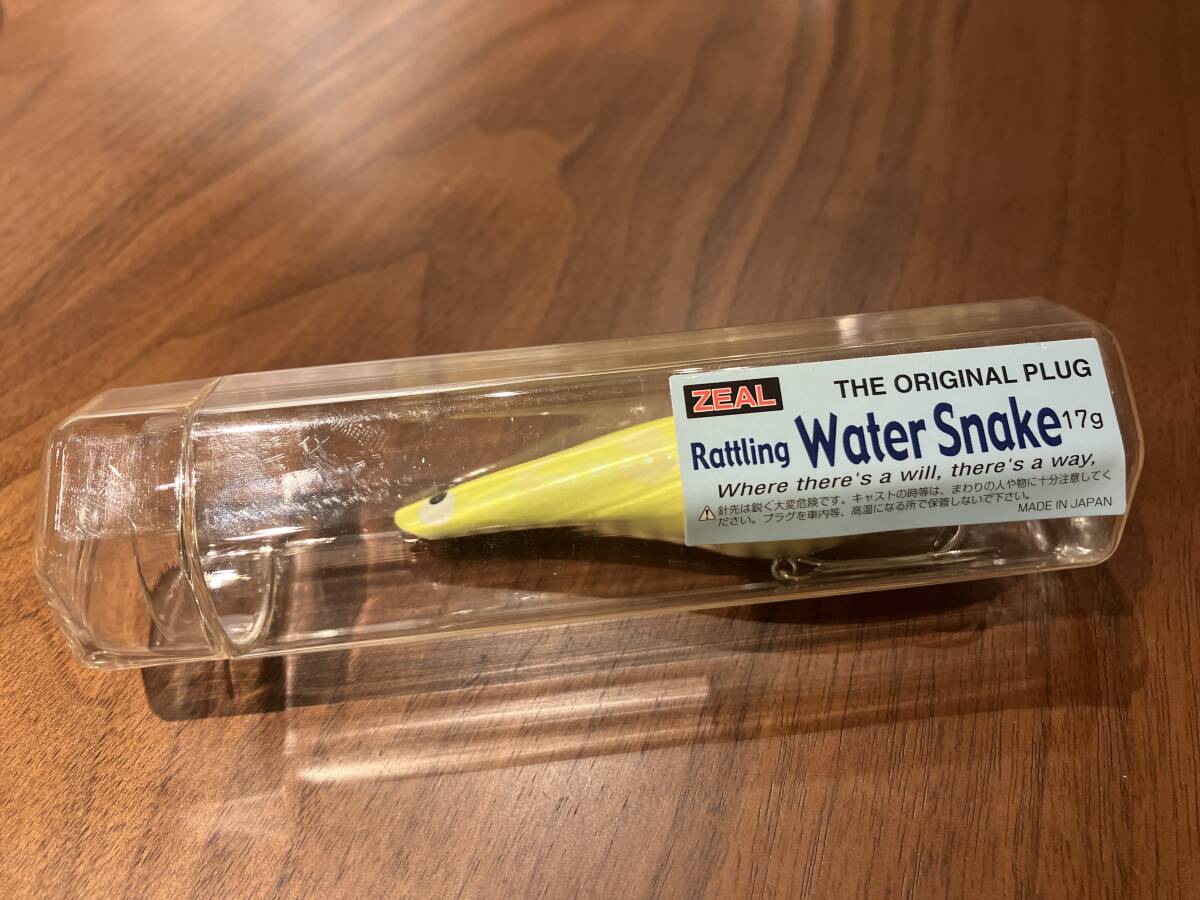 ZEAL
THE ORIGINAL PLUG
Rattling Water Snake 17g
Where there's a will, there's a way,
⚠ 針先は鋭く大変危険です。キャストの時等は、まわりの人や物に十分注意してく
ださい。プラグを車内等、高温になる所で保管しないで下さい。
MADE IN JAPAN